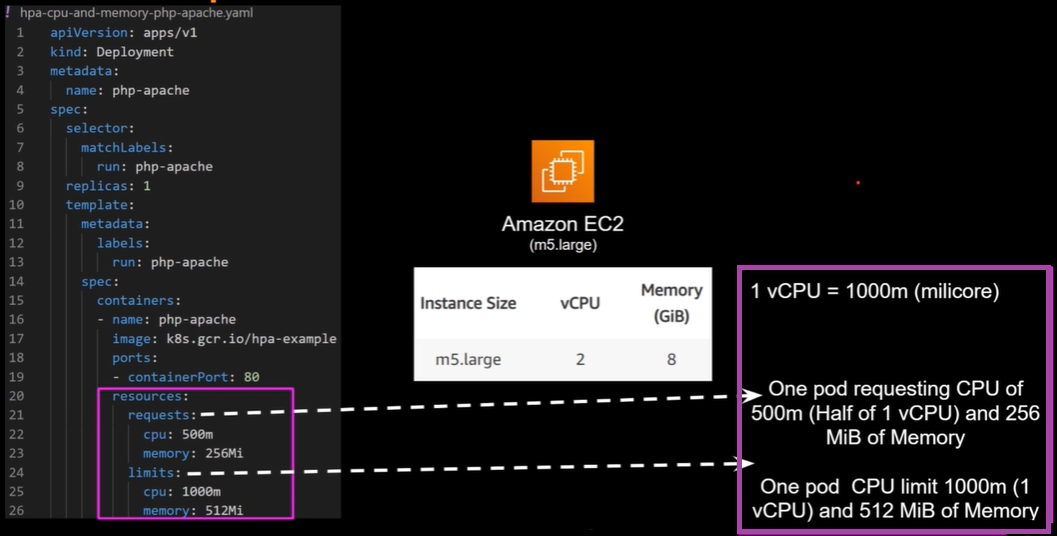 ! hpa-cpu-and-memory-php-apache.yaml
1 apiVersion: apps/v1
2 kind: Deployment
3 metadata:
4 name: php-apache
5 spec:
6 selector:
7 matchLabels:
8 run: php-apache
9 replicas: 1
10 template:
11 metadata:
12 labels:
13 run: php-apache
14 spec:
15 containers:
16 - name: php-apache
17 image: k8s.gcr.io/hpa-example
18 ports:
19 - containerPort: 80
20 resources:
21 requests:
22 cpu: 500m
23 memory: 256Mi
24 limits:
25 cpu: 1000m
26 memory: 512Mi
Amazon EC2
(m5.large)
Instance Size vCPU Memory
(GiB)
m5.large 2 8
1 vCPU = 1000m (milicore)
One pod requesting CPU of
500m (Half of 1 vCPU) and 256
MiB of Memory
One pod CPU limit 1000m (1
vCPU) and 512 MiB of Memory